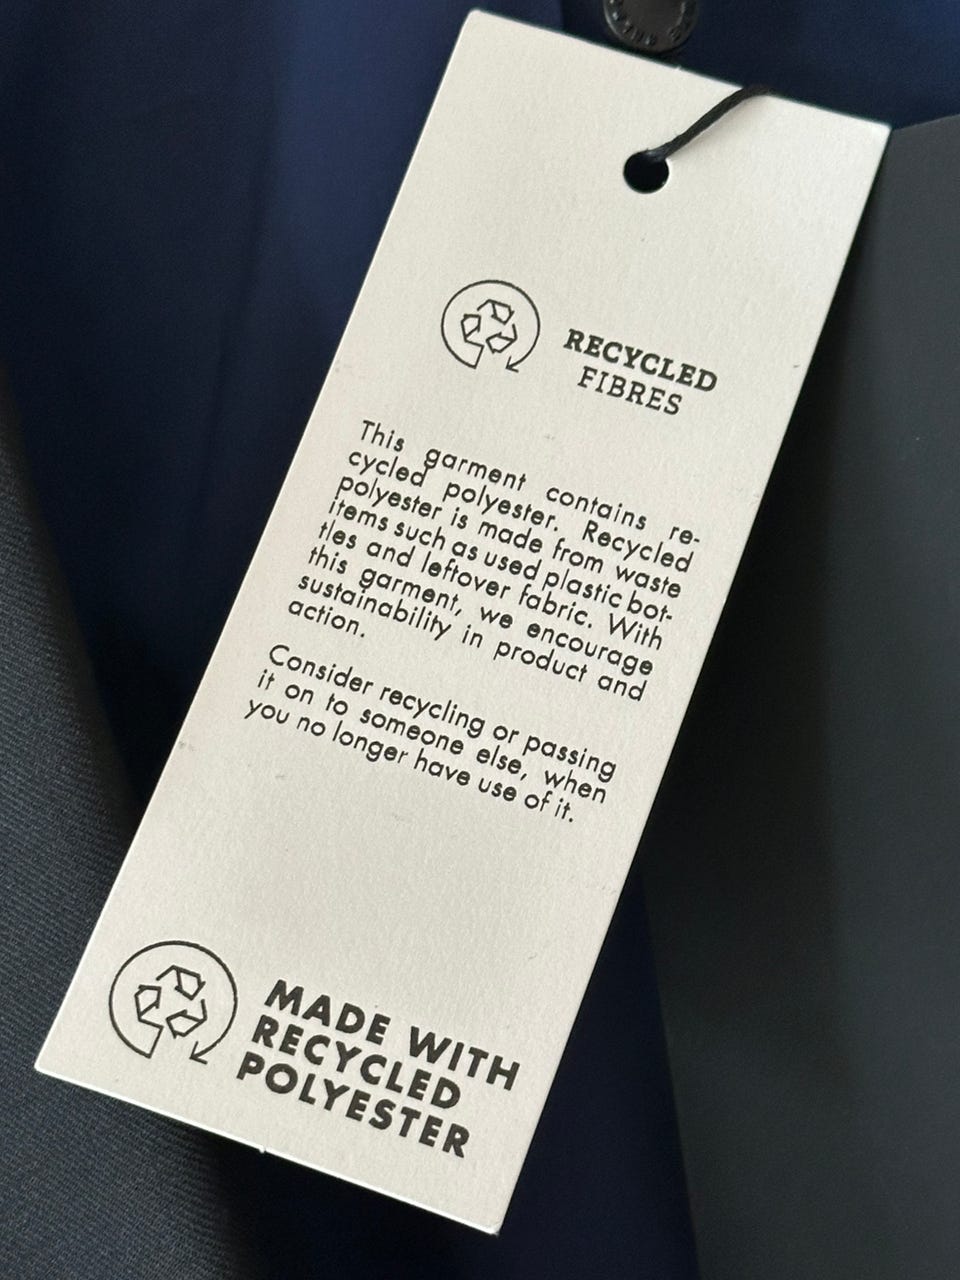 RECYCLED
FIBRES
This garment contains re-
cycled polyester. Recycled
polyester is made from waste
items such as used plastic bot-
tles and leftover fabric. With
this garment, we encourage
sustainability in product and
action.
Consider recycling or passing
it on to someone else, when
you no longer have use of it.
MADE WITH
RECYCLED
POLYESTER